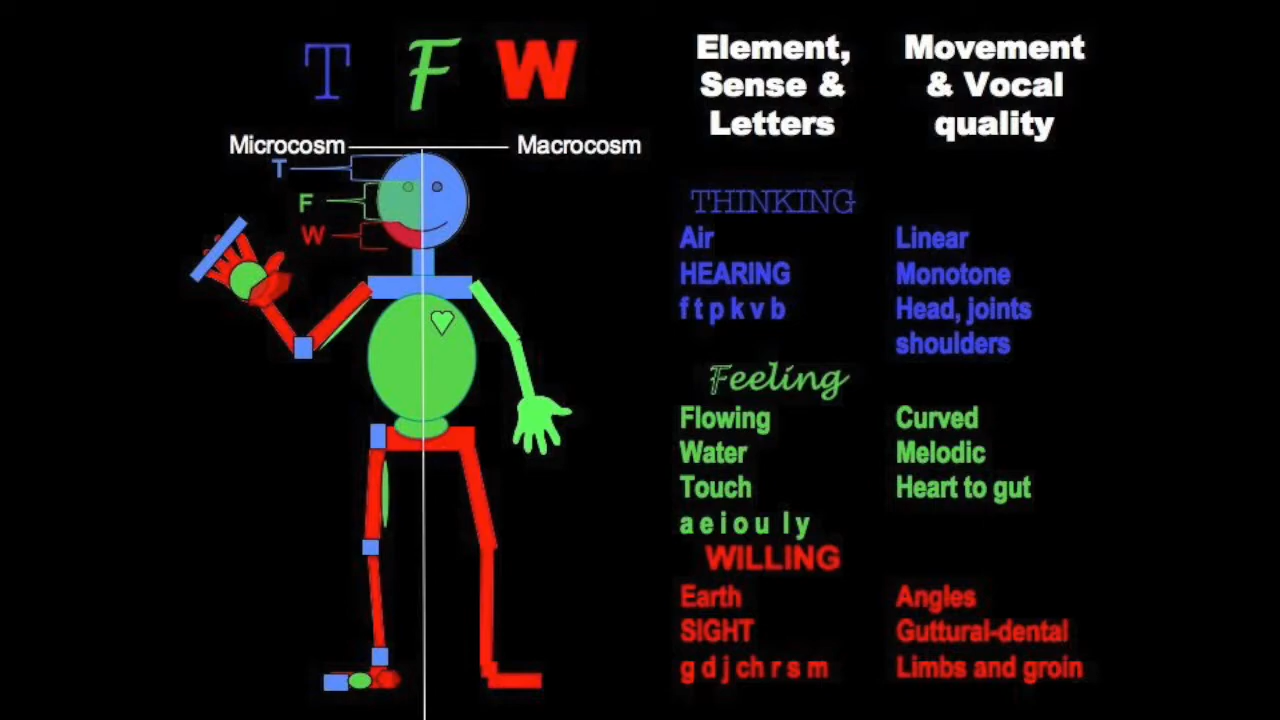 T F W
Microcosm Macrocosm
T
F
W
Element,
Sense &
Letters
Movement
& Vocal
quality
THINKING
Air
HEARING
f t p k v b
Linear
Monotone
Head, joints
shoulders
Feeling
Flowing
Water
Touch
a e i o u l y
Curved
Melodic
Heart to gut
WILLING
Earth
SIGHT
g d j ch r s m
Angles
Guttural-dental
Limbs and groin